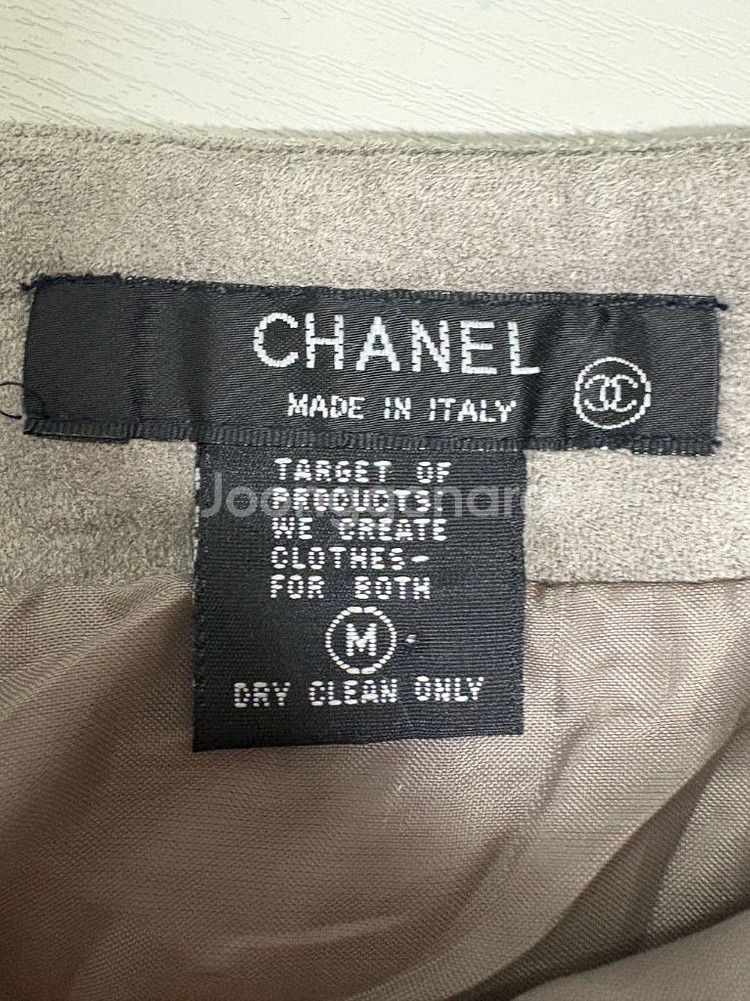 CHANEL
MADE IN ITALY
TARGET OF
PRODUCTS!
WE CREATE
CLOTHES-
FOR BOTH
M
DRY CLEAN ONLY